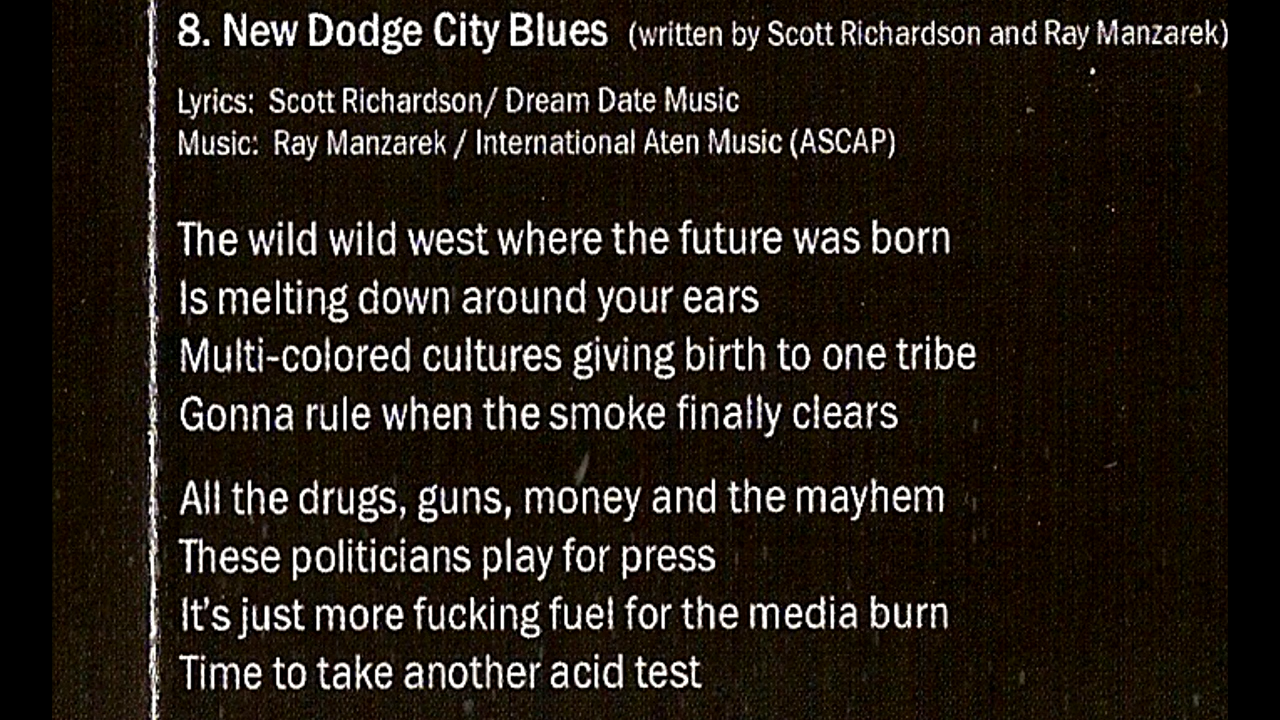 8. New Dodge City Blues (written by Scott Richardson and Ray Manzarek)
Lyrics: Scott Richardson/ Dream Date Music
Music: Ray Manzarek / International Aten Music (ASCAP)
The wild wild west where the future was born
Is melting down around your ears
Multi-colored cultures giving birth to one tribe
Gonna rule when the smoke finally clears
All the drugs, guns, money and the mayhem
These politicians play for press
It's just more fucking fuel for the media burn
Time to take another acid test